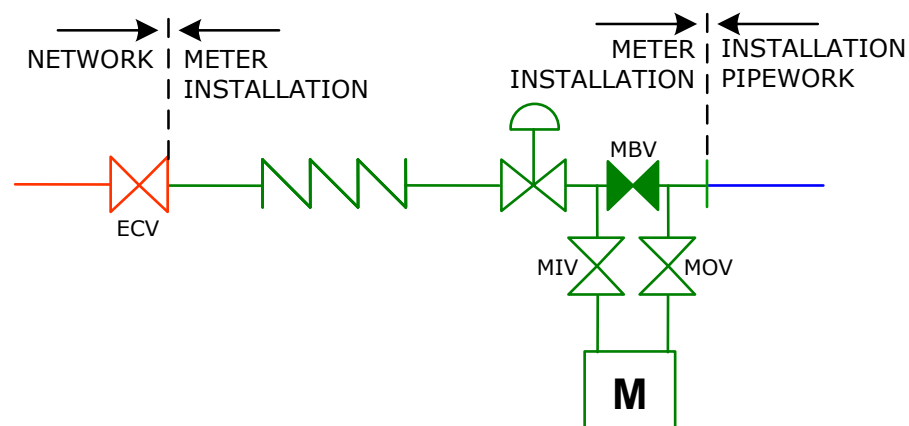 NETWORK
METER
INSTALLATION
METER
INSTALLATION
INSTALLATION
PIPEWORK
MBV
ECV
MIV
MOV
M